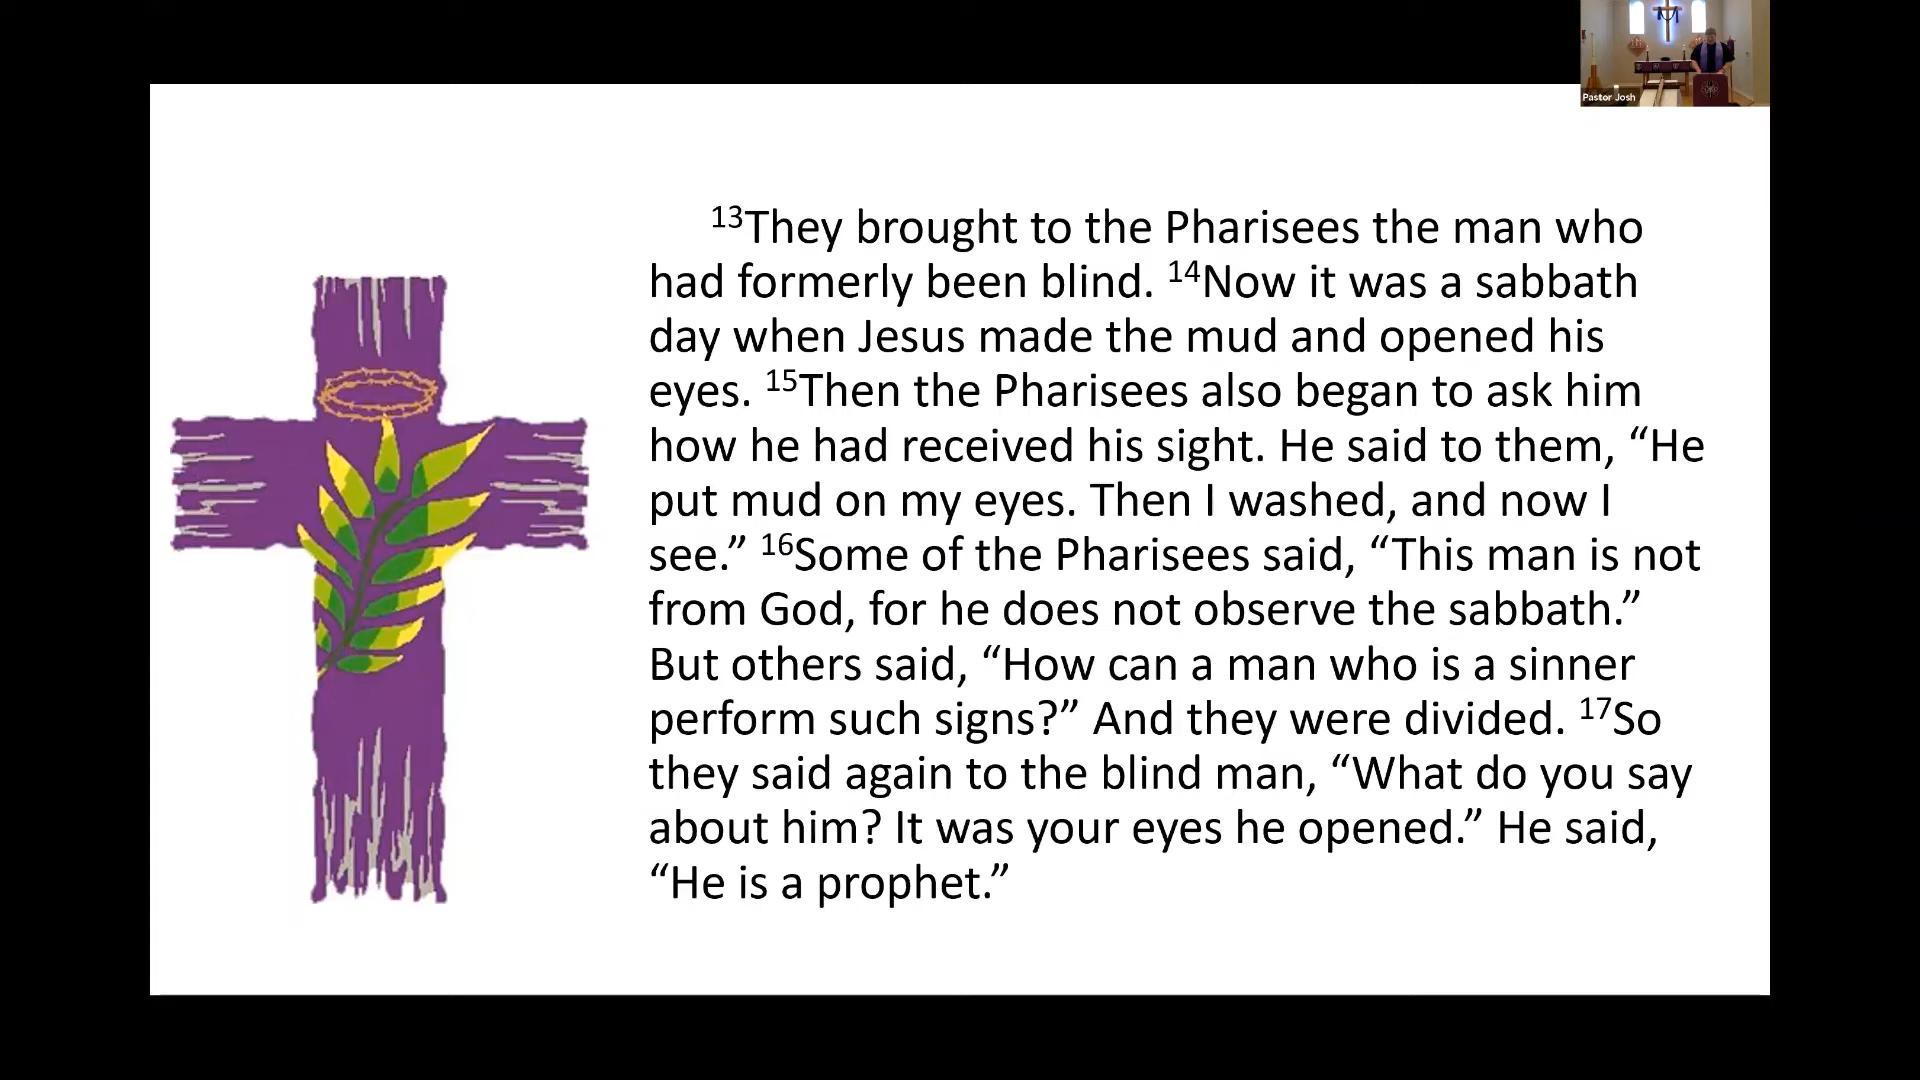 Pastor Josh
13They brought to the Pharisees the man who
had formerly been blind. 14Now it was a sabbath
day when Jesus made the mud and opened his
eyes. 15Then the Pharisees also began to ask him
how he had received his sight. He said to them, “He
put mud on my eyes. Then I washed, and now I
see.” 16Some of the Pharisees said, “This man is not
from God, for he does not observe the sabbath.”
But others said, “How can a man who is a sinner
perform such signs?” And they were divided. 17So
they said again to the blind man, “What do you say
about him? It was your eyes he opened.” He said,
“He is a prophet.”